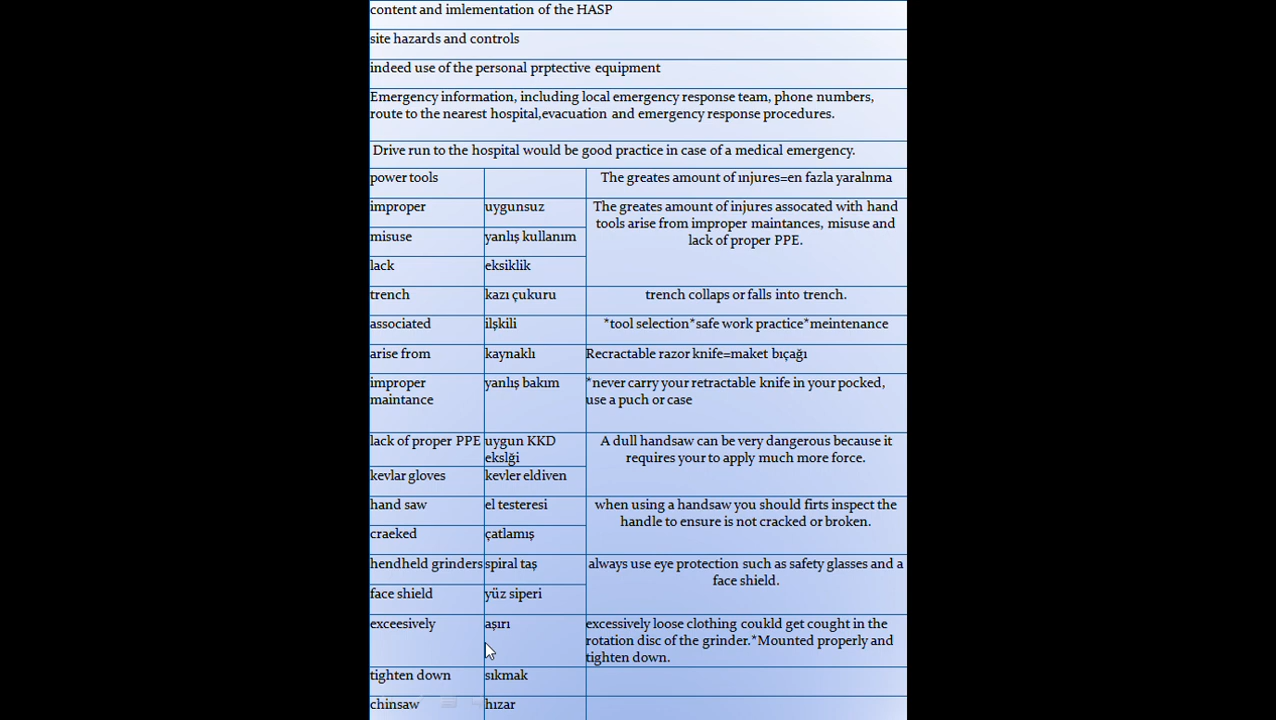 content and imlementation of the HASP
site hazards and controls
indeed use of the personal prptective equipment
Emergency information, including local emergency response team, phone numbers,
route to the nearest hospital,evacuation and emergency response procedures.
Drive run to the hospital would be good practice in case of a medical emergency.
power tools
The greates amount of ınjures=en fazla yaralnma
improper
uygunsuz
The greates amount of injures assocated with hand
tools arise from improper maintances, misuse and
lack of proper PPE.
misuse
yanlış kullanım
lack
eksiklik
trench
kazı çukuru
trench collaps or falls into trench.
associated
ilşkili
*tool selection*safe work practice*meintenance
arise from
kaynaklı
Recractable razor knife=maket bıçağı
improper
maintance
yanlış bakım
*never carry your retractable knife in your pocked,
use a puch or case
lack of proper PPE
uygun KKD
ekslği
A dull handsaw can be very dangerous because it
requires your to apply much more force.
kevlar gloves
kevler eldiven
hand saw
el testeresi
when using a handsaw you should firts inspect the
handle to ensure is not cracked or broken.
craeked
çatlamış
hendheld grinders
spiral taş
always use eye protection such as safety glasses and a
face shield.
face shield
yüz siperi
exceesively
aşırı
excessively loose clothing coukld get cought in the
rotation disc of the grinder.*Mounted properly and
tighten down.
tighten down
sıkmak
chinsaw
hızar